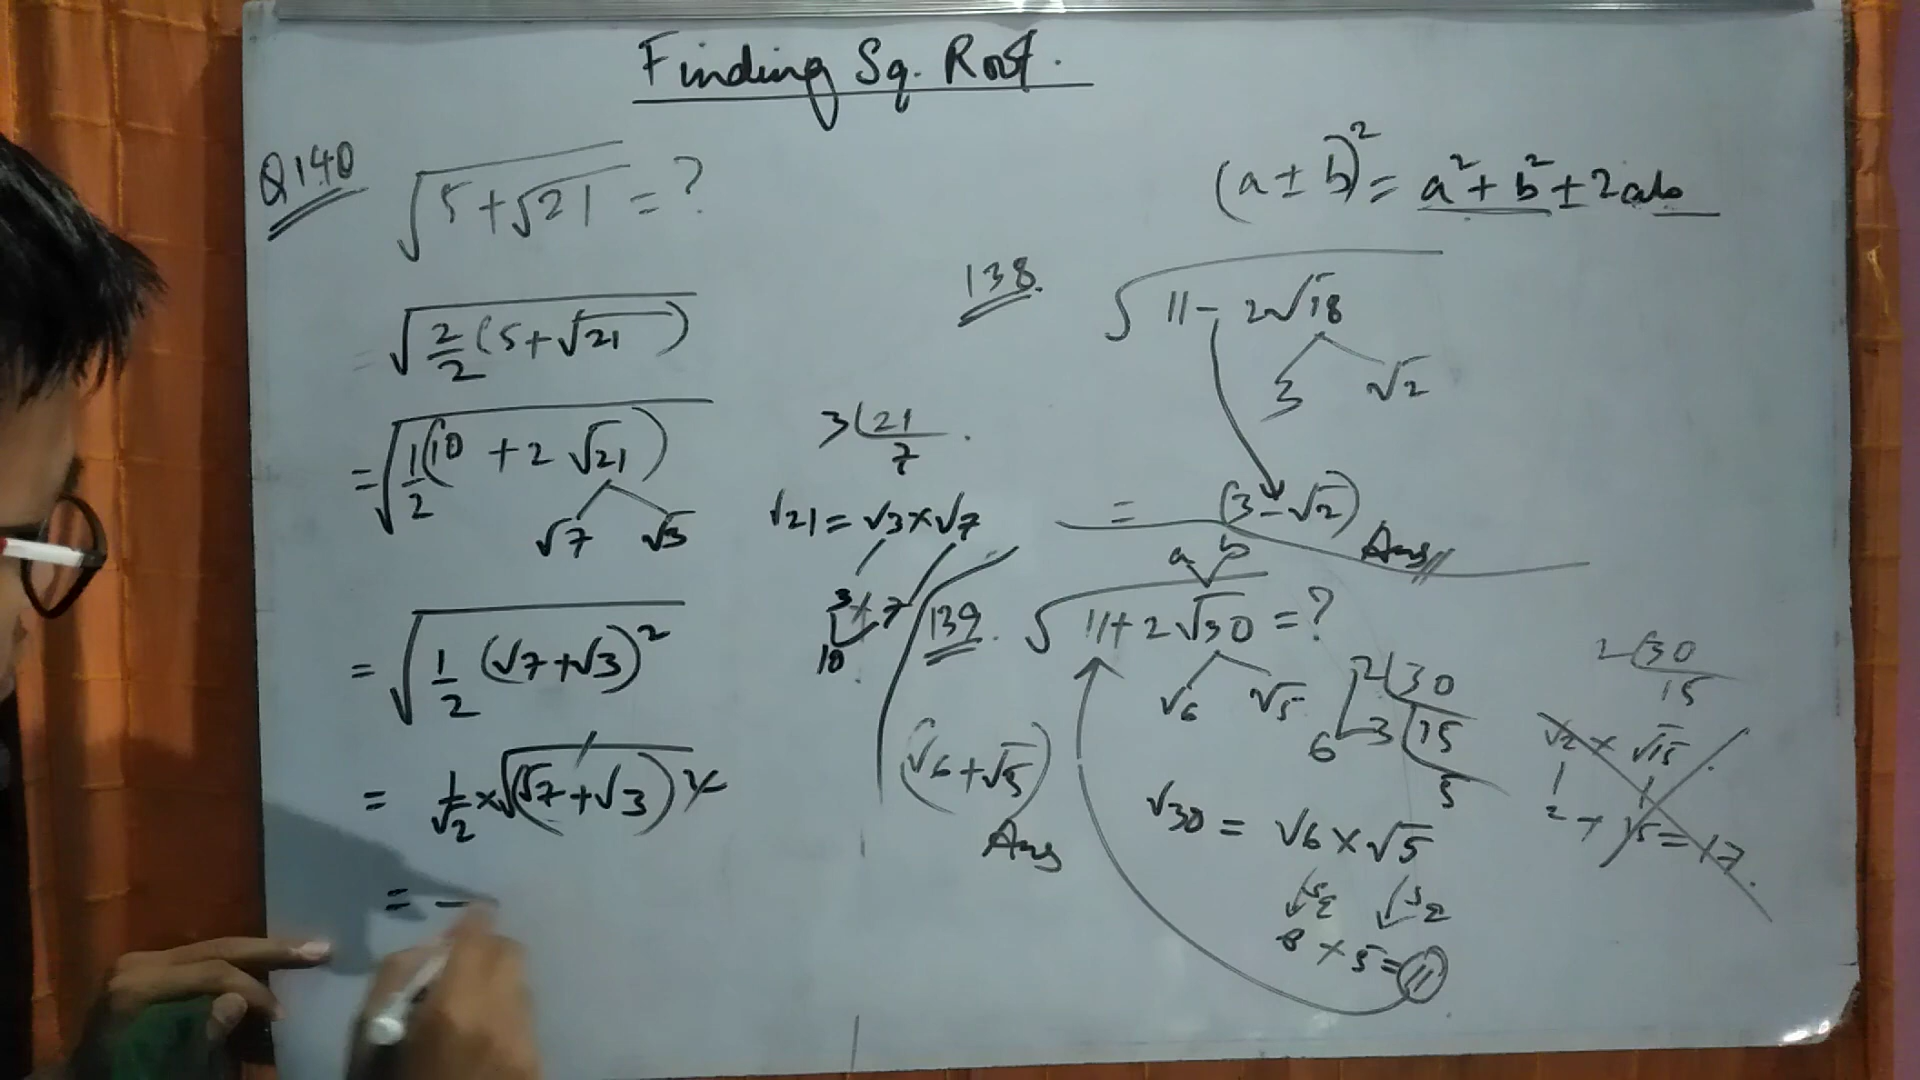 Finding Sq. Root.
Q140
√(5+√21) = ?
√(2/2 (5+√21))
= √(1/2 (10 + 2√21))
√7 √3
= √(1/2 (√7+√3)²)
= 1/√2 × √(√7+√3)²
=
3 21
7
√21 = √3×√7
3+7
10
(a ± b)² = a² + b² ± 2ab
138.
√(11 - 2√18)
3 √2
= (3-√2)
Ans
a b
139.
√(11+2√30) = ?
√6 √5
2 30
6 3 15
5
(√6+√5)
Ans
√30 = √6 × √5
11
2 30
15
√2 × √15
2 + 15 = 17